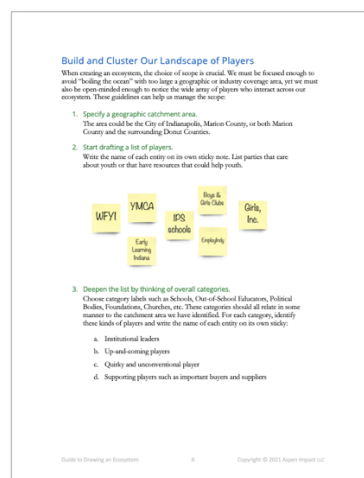 Build and Cluster Our Landscape of Players
When creating an ecosystem, the choice of scope is crucial. We must be focused enough to
avoid "boiling the ocean" with too large a geographic or industry coverage area, yet we must
also be open-minded enough to notice the wide array of players who interact across our
ecosystem. These guidelines can help us manage the scope:
1. Specify a geographic catchment area.
The area could be the City of Indianapolis, Marion County, or both Marion
County and the surrounding Donut Counties.
2. Start drafting a list of players.
Write the name of each entity on its own sticky note. List parties that care
about youth or that have resources that could help youth.
WFYI
YMCA
Early
Learning
Indiana
IPS
schools
Boys &
Girls Clubs
EmployIndy
Girls,
Inc.
3. Deepen the list by thinking of overall categories.
Choose category labels such as Schools, Out-of-School Educators, Political
Bodies, Foundations, Churches, etc. These categories should all relate in some
manner to the catchment area we have identified. For each category, identify
these kinds of players and write the name of each entity on its own sticky:
a. Institutional leaders
b. Up-and-coming players
c. Quirky and unconventional player
d. Supporting players such as important buyers and suppliers
Guide to Drawing an Ecosystem 6 Copyright © 2021 Aspen Impact LLC